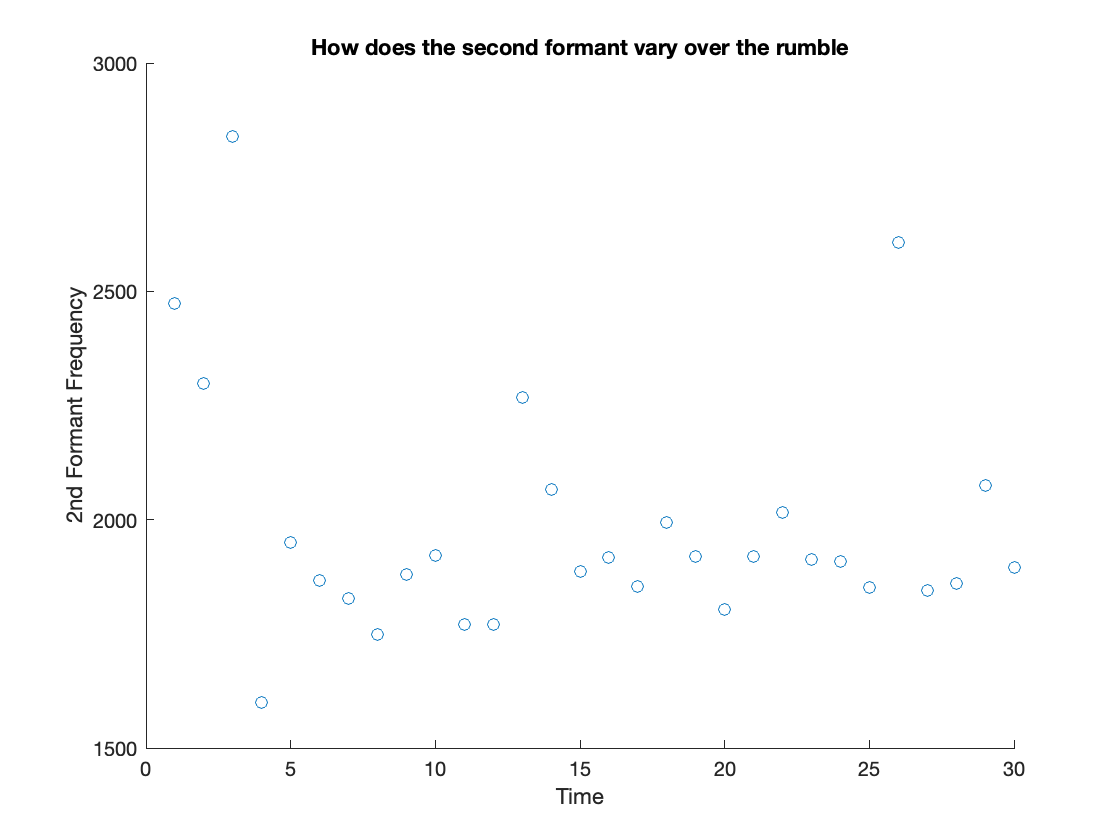 How does the second formant vary over the rumble
3000
2500
2000
1500
2nd Formant Frequency
0 5 10 15 20 25 30
Time